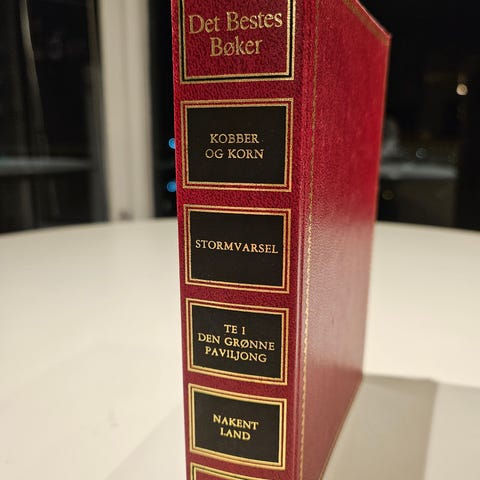 Det Bestes
Bøker
KOBBER
OG KORN
STORMVARSEL
TE I
DEN GRØNNE
PAVILJONG
NAKENT
LAND